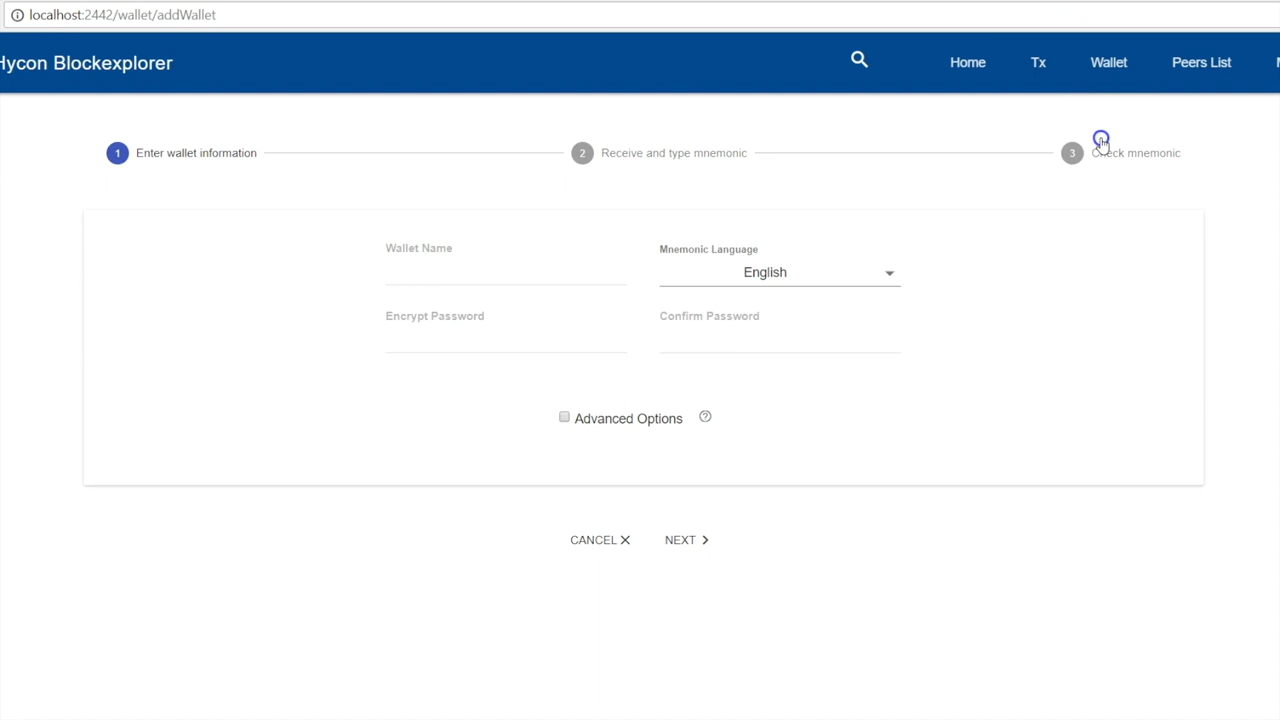 localhost:2442/wallet/addWallet
Hycon Blockexplorer
Home
Tx
Wallet
Peers List
1 Enter wallet information
2 Receive and type mnemonic
3 Check mnemonic
Wallet Name
Mnemonic Language
English
Encrypt Password
Confirm Password
Advanced Options
CANCEL
NEXT